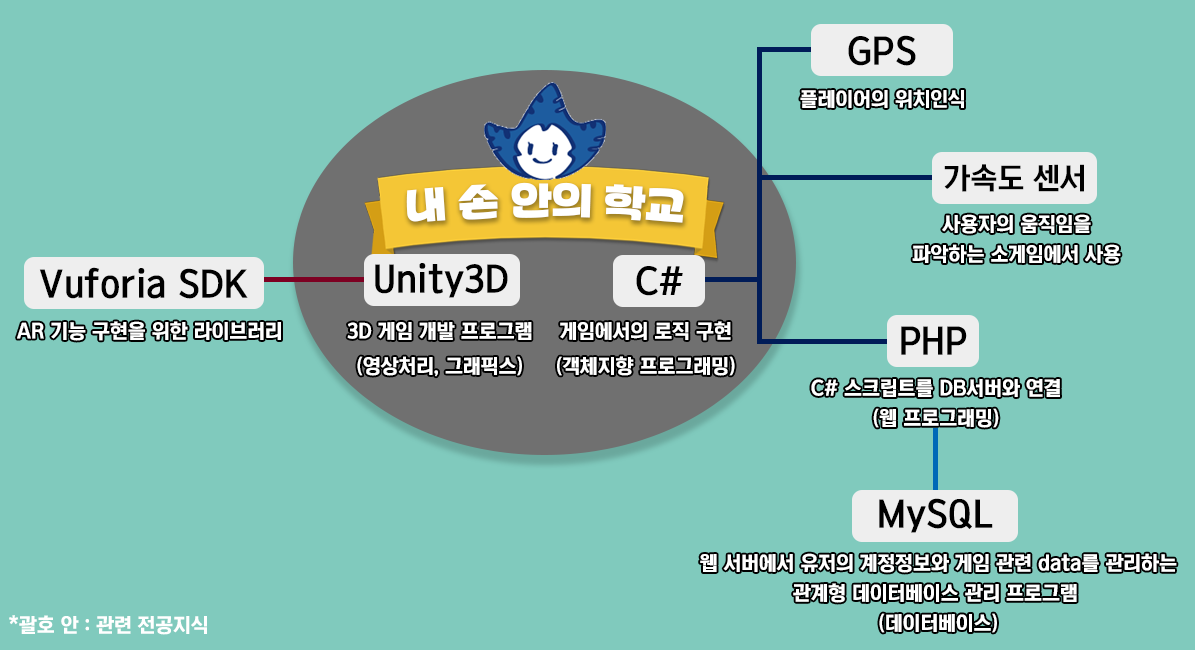 GPS
플레이어의 위치인식
가속도 센서
사용자의 움직임을
파악하는 소게임에서 사용
내 손 안의 학교
Vuforia SDK
AR 기능 구현을 위한 라이브러리
Unity3D
3D 게임 개발 프로그램
(영상처리, 그래픽스)
C#
게임에서의 로직 구현
(객체지향 프로그래밍)
PHP
C# 스크립트를 DB서버와 연결
(웹 프로그래밍)
MySQL
웹 서버에서 유저의 계정정보와 게임 관련 data를 관리하는
관계형 데이터베이스 관리 프로그램
(데이터베이스)
*괄호 안 : 관련 전공지식